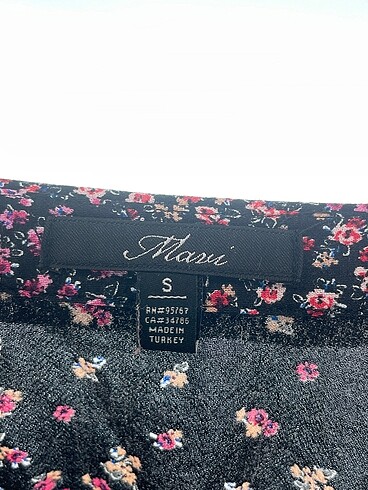 Mavi
S
RN#95767
CA#34786
MADE IN
TURKEY